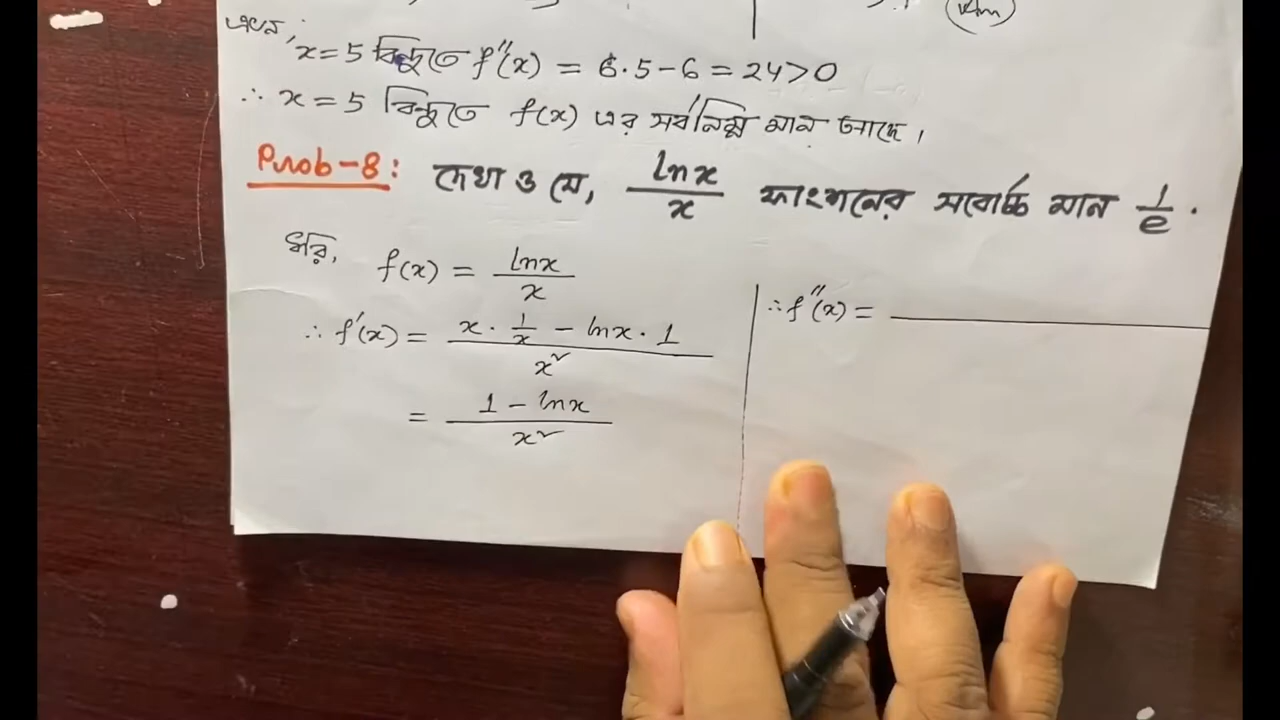 এখন, x = 5 বিন্দুতে f''(x) = 6·5 - 6 = 24 > 0
∴ x = 5 বিন্দুতে f(x) এর সর্বনিম্ন মান আছে।
Prob-8: দেখাও যে, lnx/x ফাংশনের সর্বোচ্চ মান 1/e.
ধরি, f(x) = lnx/x
∴ f'(x) = (x · 1/x - lnx · 1)/x²
= (1 - lnx)/x²
∴ f''(x) =